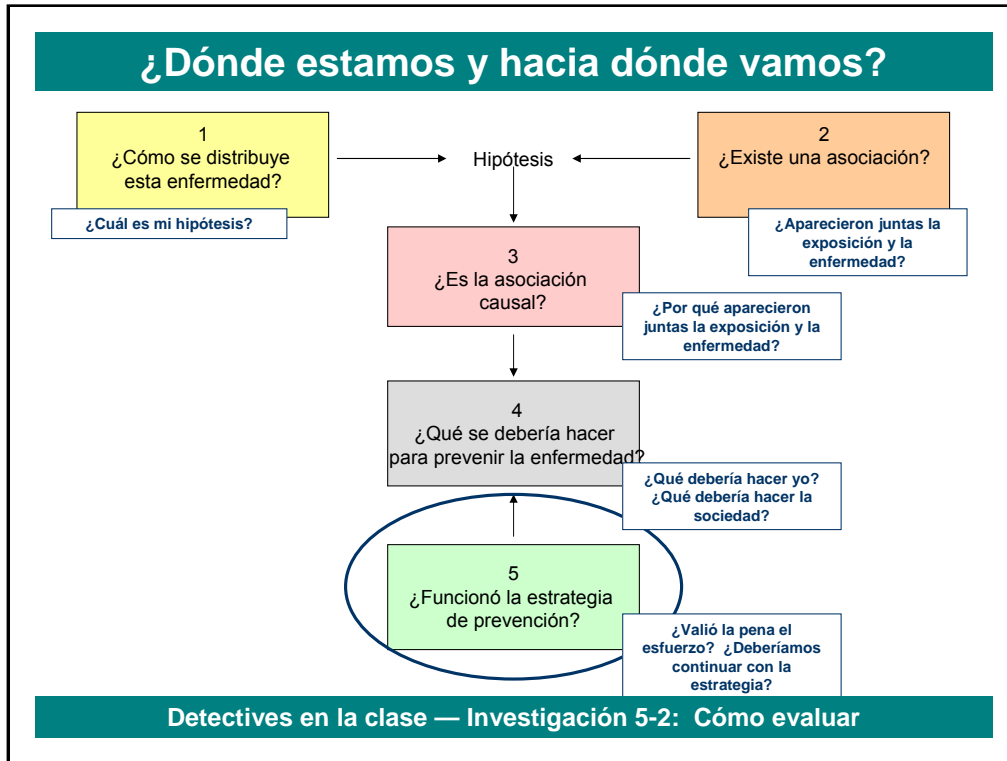 ¿Dónde estamos y hacia dónde vamos?
1
¿Cómo se distribuye
esta enfermedad?
¿Cuál es mi hipótesis?
Hipótesis
2
¿Existe una asociación?
¿Aparecieron juntas la
exposición y la
enfermedad?
3
¿Es la asociación
causal?
¿Por qué aparecieron
juntas la exposición y la
enfermedad?
4
¿Qué se debería hacer
para prevenir la enfermedad?
¿Qué debería hacer yo?
¿Qué debería hacer la
sociedad?
5
¿Funcionó la estrategia
de prevención?
¿Valió la pena el
esfuerzo? ¿Deberíamos
continuar con la
estrategia?
Detectives en la clase — Investigación 5-2: Cómo evaluar